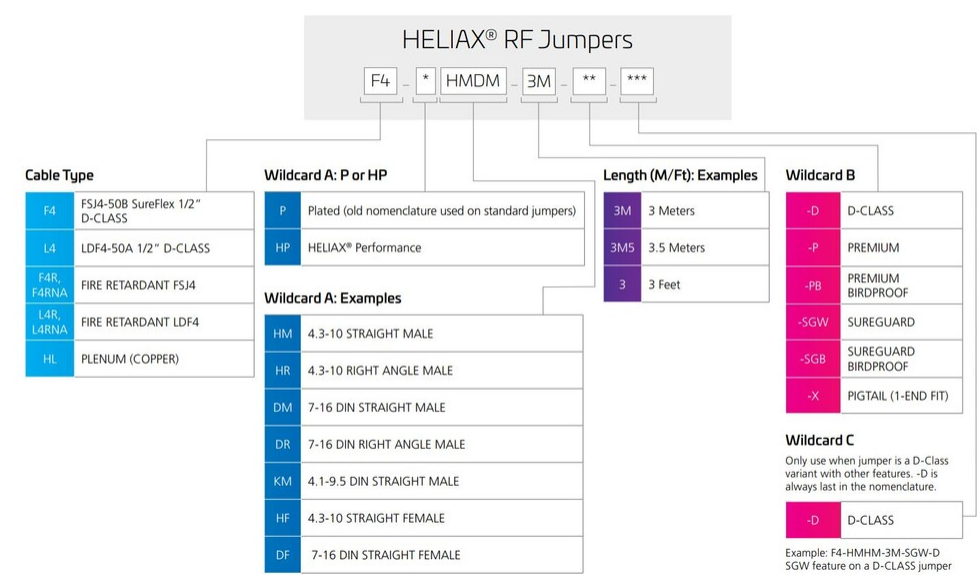 HELIAX® RF Jumpers
F4 - * HMDM - 3M - ** - ***
Cable Type
F4 FSJ4-50B SureFlex 1/2”
D-CLASS
L4 LDF4-50A 1/2” D-CLASS
F4R,
F4RNA FIRE RETARDANT FSJ4
L4R,
L4RNA FIRE RETARDANT LDF4
HL PLENUM (COPPER)
Wildcard A: P or HP
P Plated (old nomenclature used on standard jumpers)
HP HELIAX® Performance
Wildcard A: Examples
HM 4.3-10 STRAIGHT MALE
HR 4.3-10 RIGHT ANGLE MALE
DM 7-16 DIN STRAIGHT MALE
DR 7-16 DIN RIGHT ANGLE MALE
KM 4.1-9.5 DIN STRAIGHT MALE
HF 4.3-10 STRAIGHT FEMALE
DF 7-16 DIN STRAIGHT FEMALE
Length (M/Ft): Examples
3M 3 Meters
3M5 3.5 Meters
3 3 Feet
Wildcard B
-D D-CLASS
-P PREMIUM
-PB PREMIUM
BIRDPROOF
-SGW SUREGUARD
-SGB SUREGUARD
BIRDPROOF
-X PIGTAIL (1-END FIT)
Wildcard C
Only use when jumper is a D-Class
variant with other features. -D is
always last in the nomenclature.
-D D-CLASS
Example: F4-HMHM-3M-SGW-D
SGW feature on a D-CLASS jumper